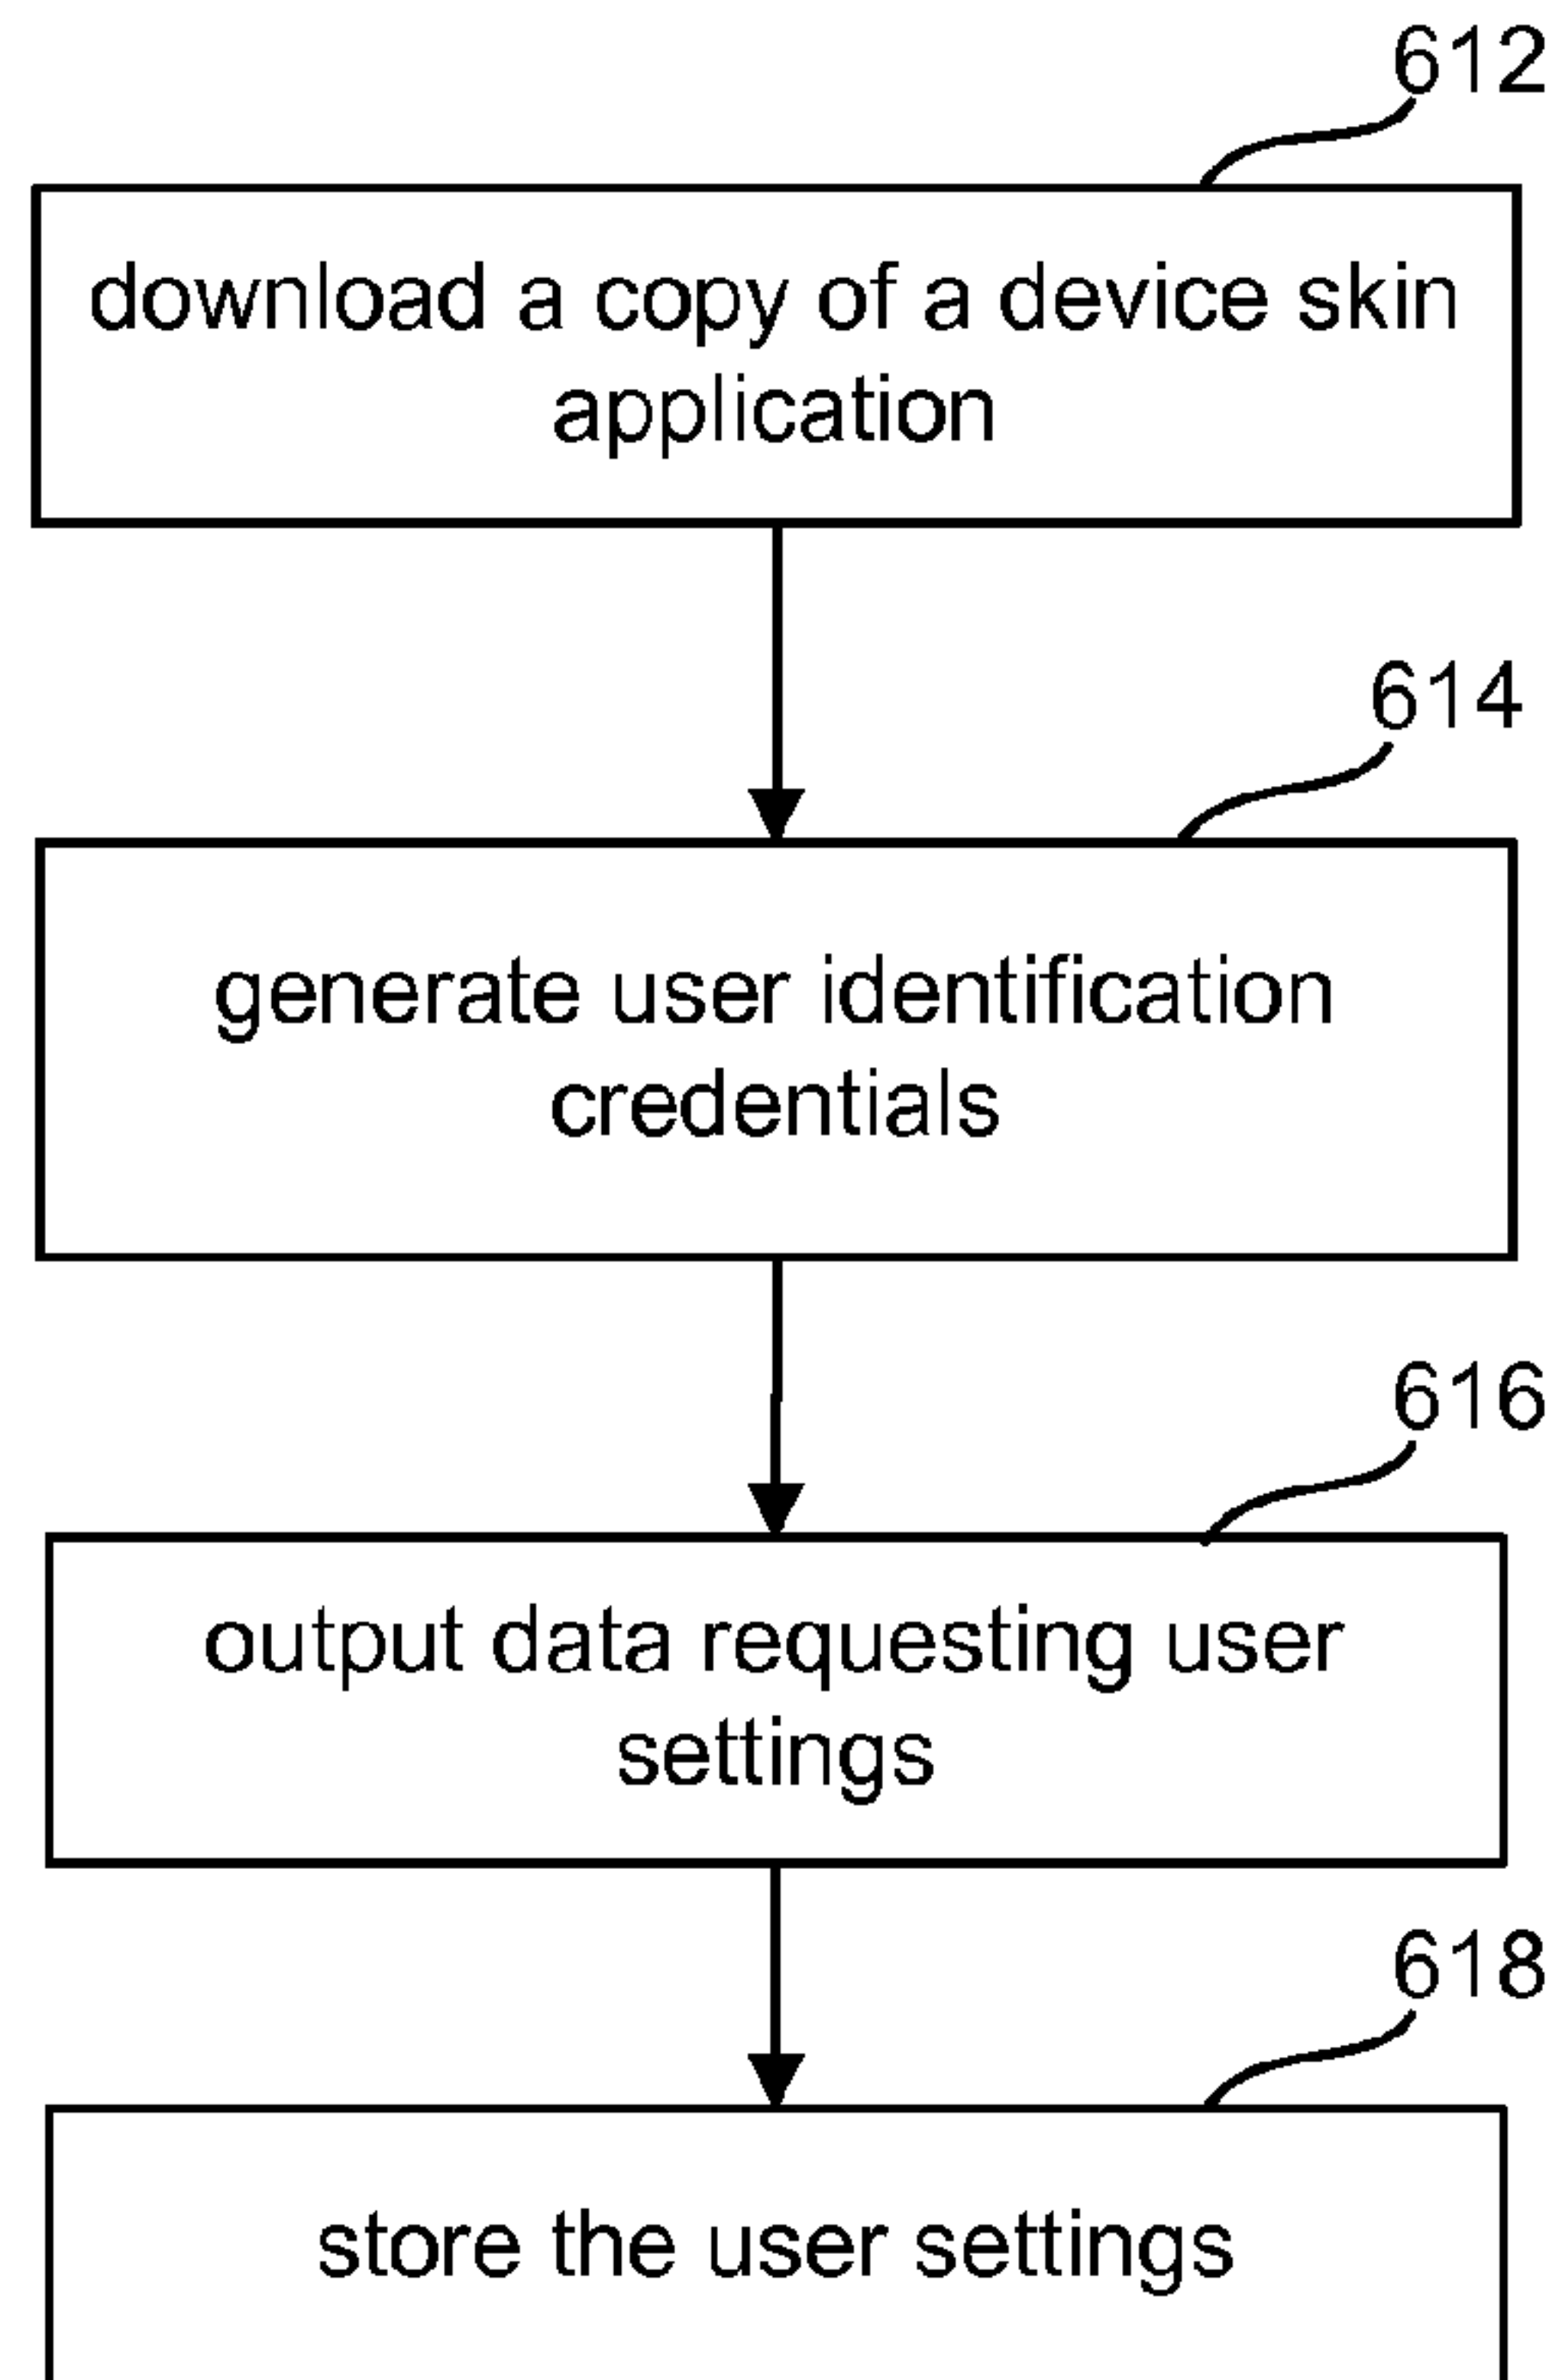 612
download a copy of a device skin
application
614
generate user identification
credentials
616
output data requesting user
settings
618
store the user settings